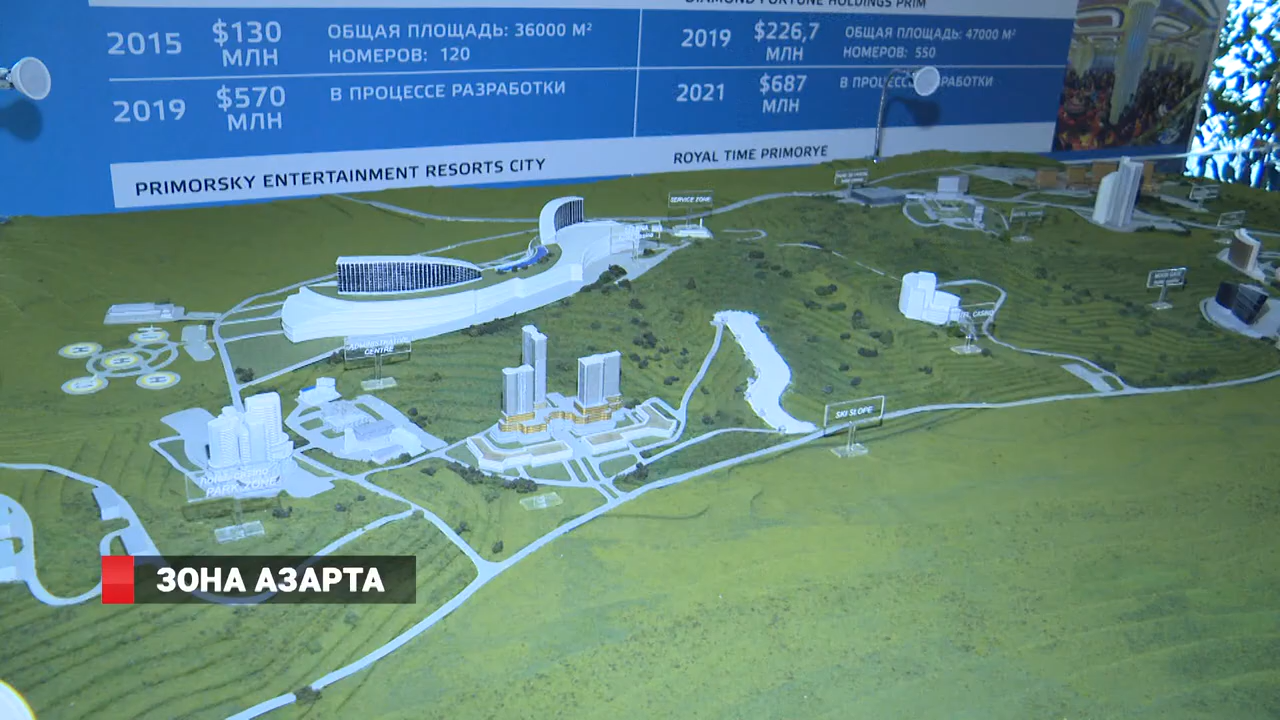 DIAMOND FORTUNE HOLDINGS PRIM
2015 $130 МЛН ОБЩАЯ ПЛОЩАДЬ: 36000 М²
НОМЕРОВ: 120
2019 $226,7 МЛН ОБЩАЯ ПЛОЩАДЬ: 47000 М²
НОМЕРОВ: 550
2019 $570 МЛН В ПРОЦЕССЕ РАЗРАБОТКИ
2021 $687 МЛН В ПРОЦЕССЕ РАЗРАБОТКИ
PRIMORSKY ENTERTAINMENT RESORTS CITY
ROYAL TIME PRIMORYE
SERVICE ZONE
ADMINISTRATIVE
CENTRE
SKI SLOPE
PARK ZONE
H
H
H
H
ЗОНА АЗАРТА